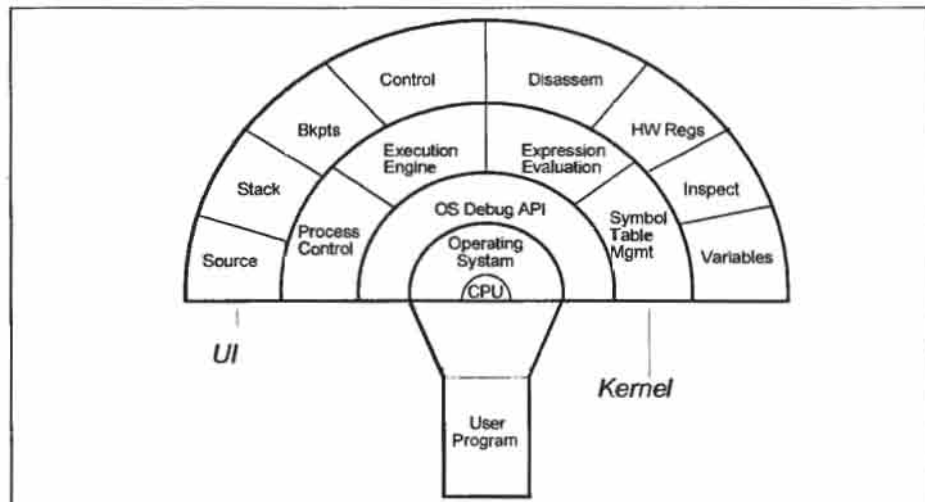 Control
Disassem
Bkpts
HW Regs
Execution
Engine
Expression
Evaluation
Stack
Inspect
OS Debug API
Process
Control
Symbol
Table
Mgmt
Operating
Systam
Source
Variables
CPU
UI
Kernel
User
Program